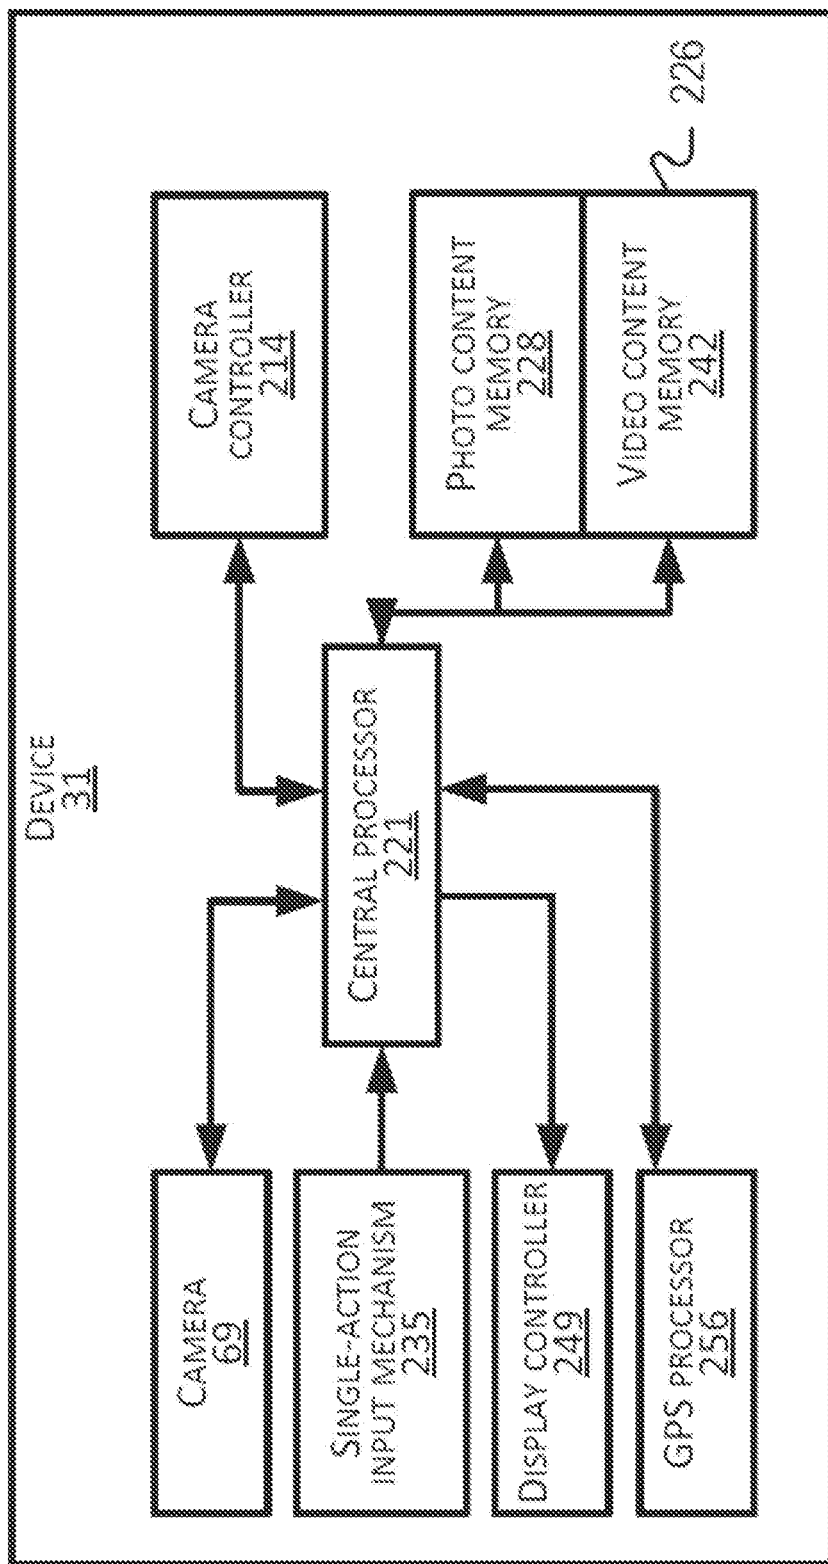 DEVICE
31
CAMERA
69
SINGLE-ACTION
INPUT MECHANISM
235
DISPLAY CONTROLLER
249
GPS PROCESSOR
256
CENTRAL PROCESSOR
221
CAMERA
CONTROLLER
214
PHOTO CONTENT
MEMORY
228
VIDEO CONTENT
MEMORY
242
226